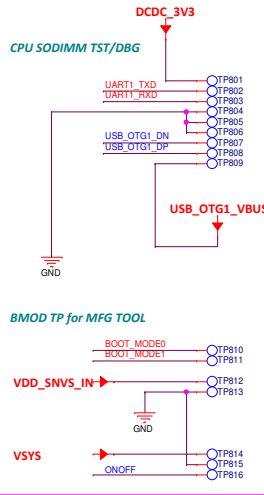 DCDC_3V3
CPU SODIMM TST/DBG
TP801
UART1_TXD TP802
UART1_RXD TP803
TP804
TP805
TP806
USB_OTG1_DN TP807
USB_OTG1_DP TP808
TP809
USB_OTG1_VBUS
GND
BMOD TP for MFG TOOL
BOOT_MODE0 TP810
BOOT_MODE1 TP811
VDD_SNVS_IN TP812
TP813
GND
VSYS TP814
TP815
ONOFF TP816